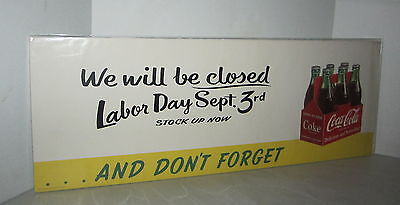 We will be closed
Labor Day Sept. 3rd
STOCK UP NOW
Coke
Coca-Cola
. . . AND DON'T FORGET